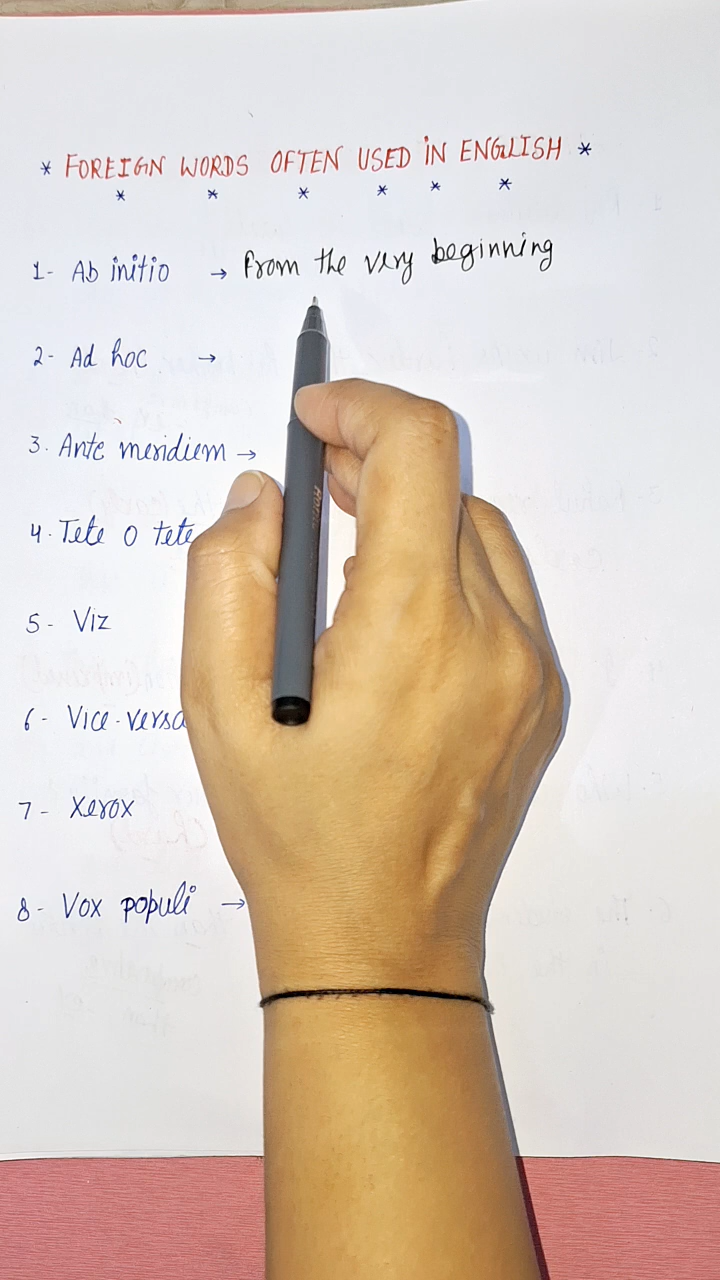 * FOREIGN WORDS OFTEN USED IN ENGLISH *
* * * * * *
1- Ab initio → From the very beginning
2- Ad hoc →
3. Ante meridiem →
4. Tete o tete
5- Viz
6- Vice-versa
7- Xerox
8- Vox populi →